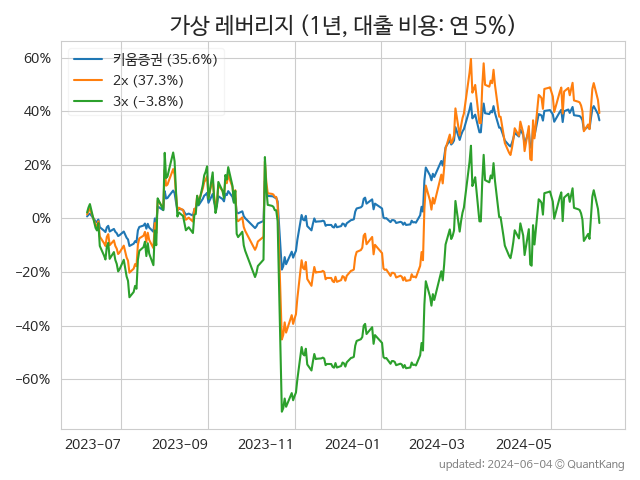 가상 레버리지 (1년, 대출 비용: 연 5%)
키움증권 (35.6%)
2x (37.3%)
3x (−3.8%)
60%
40%
20%
0%
−20%
−40%
−60%
2023-07 2023-09 2023-11 2024-01 2024-03 2024-05
updated: 2024-06-04 © QuantKang